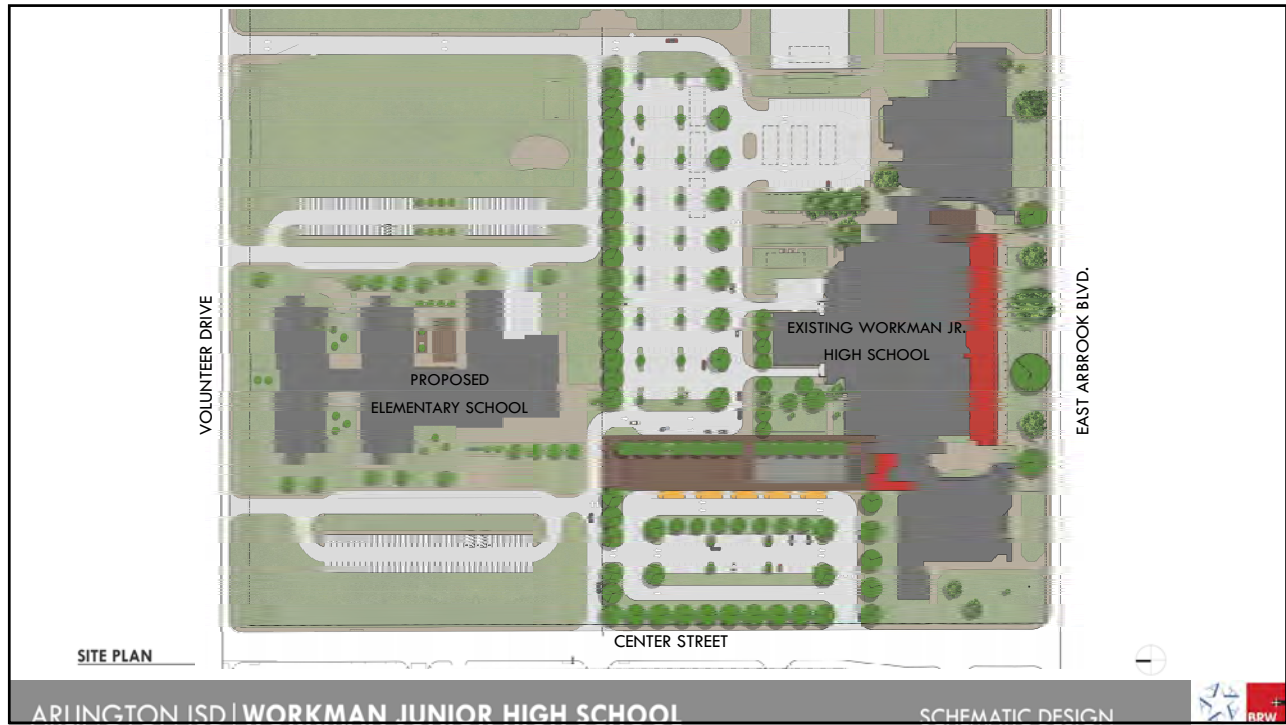 VOLUNTEER DRIVE
PROPOSED
ELEMENTARY SCHOOL
EXISTING WORKMAN JR.
HIGH SCHOOL
EAST ARBROOK BLVD.
CENTER STREET
SITE PLAN
ARLINGTON ISD | WORKMAN JUNIOR HIGH SCHOOL
SCHEMATIC DESIGN
BRW